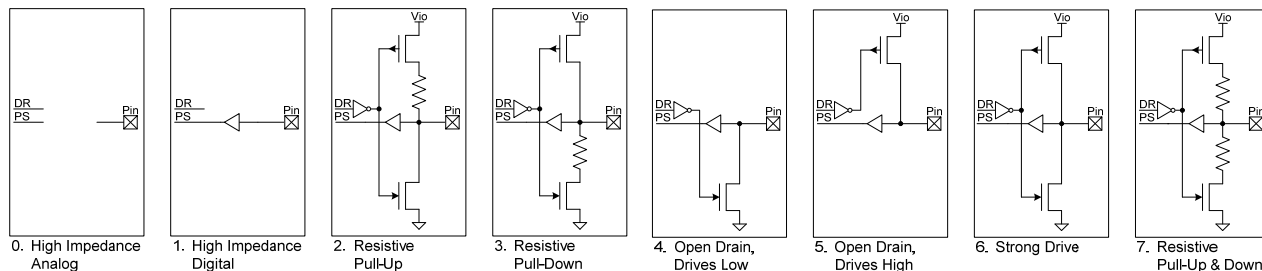 DR
PS
Pin
0. High Impedance
Analog
DR
PS
Pin
1. High Impedance
Digital
Vio
DR
PS
Pin
2. Resistive
Pull-Up
Vio
DR
PS
Pin
3. Resistive
Pull-Down
DR
PS
Pin
4. Open Drain,
Drives Low
Vio
DR
PS
Pin
5. Open Drain,
Drives High
Vio
DR
PS
Pin
6. Strong Drive
Vio
DR
PS
Pin
7. Resistive
Pull-Up & Down